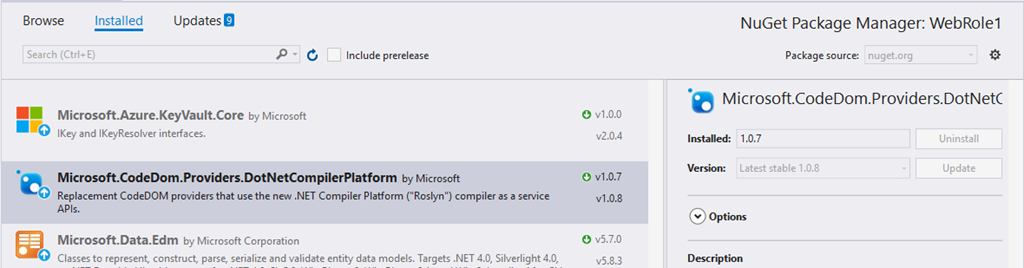 Browse Installed Updates 9
NuGet Package Manager: WebRole1
Search (Ctrl+E) Include prerelease
Package source: nuget.org
Microsoft.Azure.KeyVault.Core by Microsoft v1.0.0
IKey and IKeyResolver interfaces. v2.0.4
Microsoft.CodeDom.Providers.DotNetCompilerPlatform by Microsoft v1.0.7
Replacement CodeDOM providers that use the new .NET Compiler Platform ("Roslyn") compiler as a service v1.0.8
APIs.
Microsoft.Data.Edm by Microsoft Corporation v5.7.0
Classes to represent, construct, parse, serialize and validate entity data models. Targets .NET 4.0, Silverlight 4.0, v5.8.3
Microsoft.CodeDom.Providers.DotNetC
Installed: 1.0.7 Uninstall
Version: Latest stable 1.0.8 Update
Options
Description